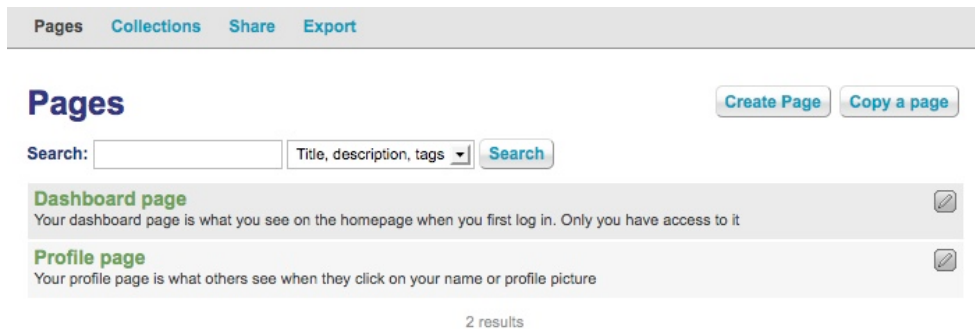 Pages Collections Share Export
Pages
Create Page Copy a page
Search: Title, description, tags Search
Dashboard page
Your dashboard page is what you see on the homepage when you first log in. Only you have access to it
Profile page
Your profile page is what others see when they click on your name or profile picture
2 results